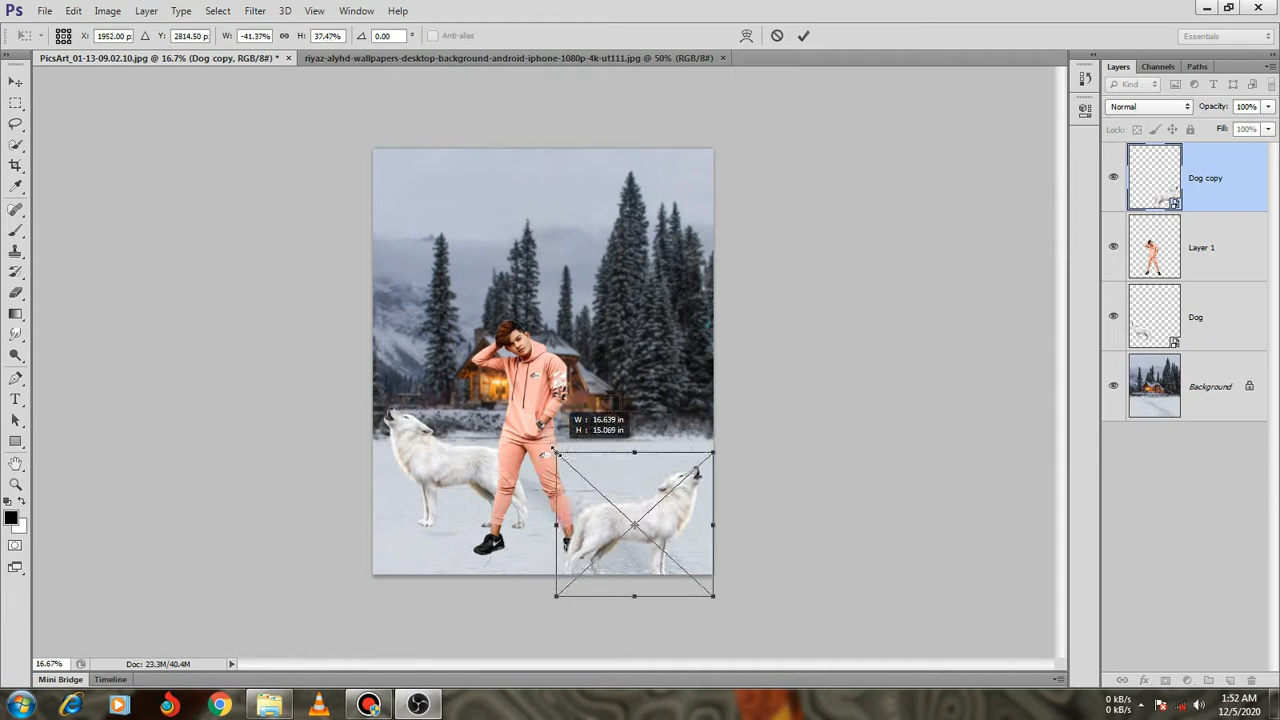 Ps File Edit Image Layer Type Select Filter 3D View Window Help
X: 1952.00 px Y: 2814.50 px W: -41.37% H: 37.47% 0.00 ° Anti-alias Essentials
PicsArt_01-13-09.02.10.jpg @ 16.7% (Dog copy, RGB/8#) * × riyaz-alyhd-wallpapers-desktop-background-android-iphone-1080p-4k-ut111.jpg @ 50% (RGB/8#) ×
Layers Channels Paths
Kind
Normal Opacity: 100%
Lock: Fill: 100%
Dog copy
Layer 1
Dog
Background
W : 16.639 in
H : 15.069 in
16.67% Doc: 23.3M/40.4M
Mini Bridge Timeline
fx
0 kB/s
0 kB/s
1:52 AM
12/5/2020